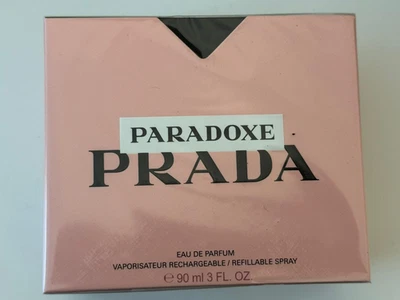 PARADOXE
PRADA
EAU DE PARFUM
VAPORISATEUR RECHARGEABLE / REFILLABLE SPRAY
℮ 90 ml 3 FL. OZ